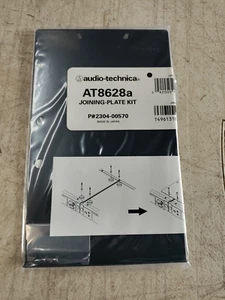 audio-technica
AT8628a
JOINING-PLATE KIT
P#2304-00570
MADE IN JAPAN